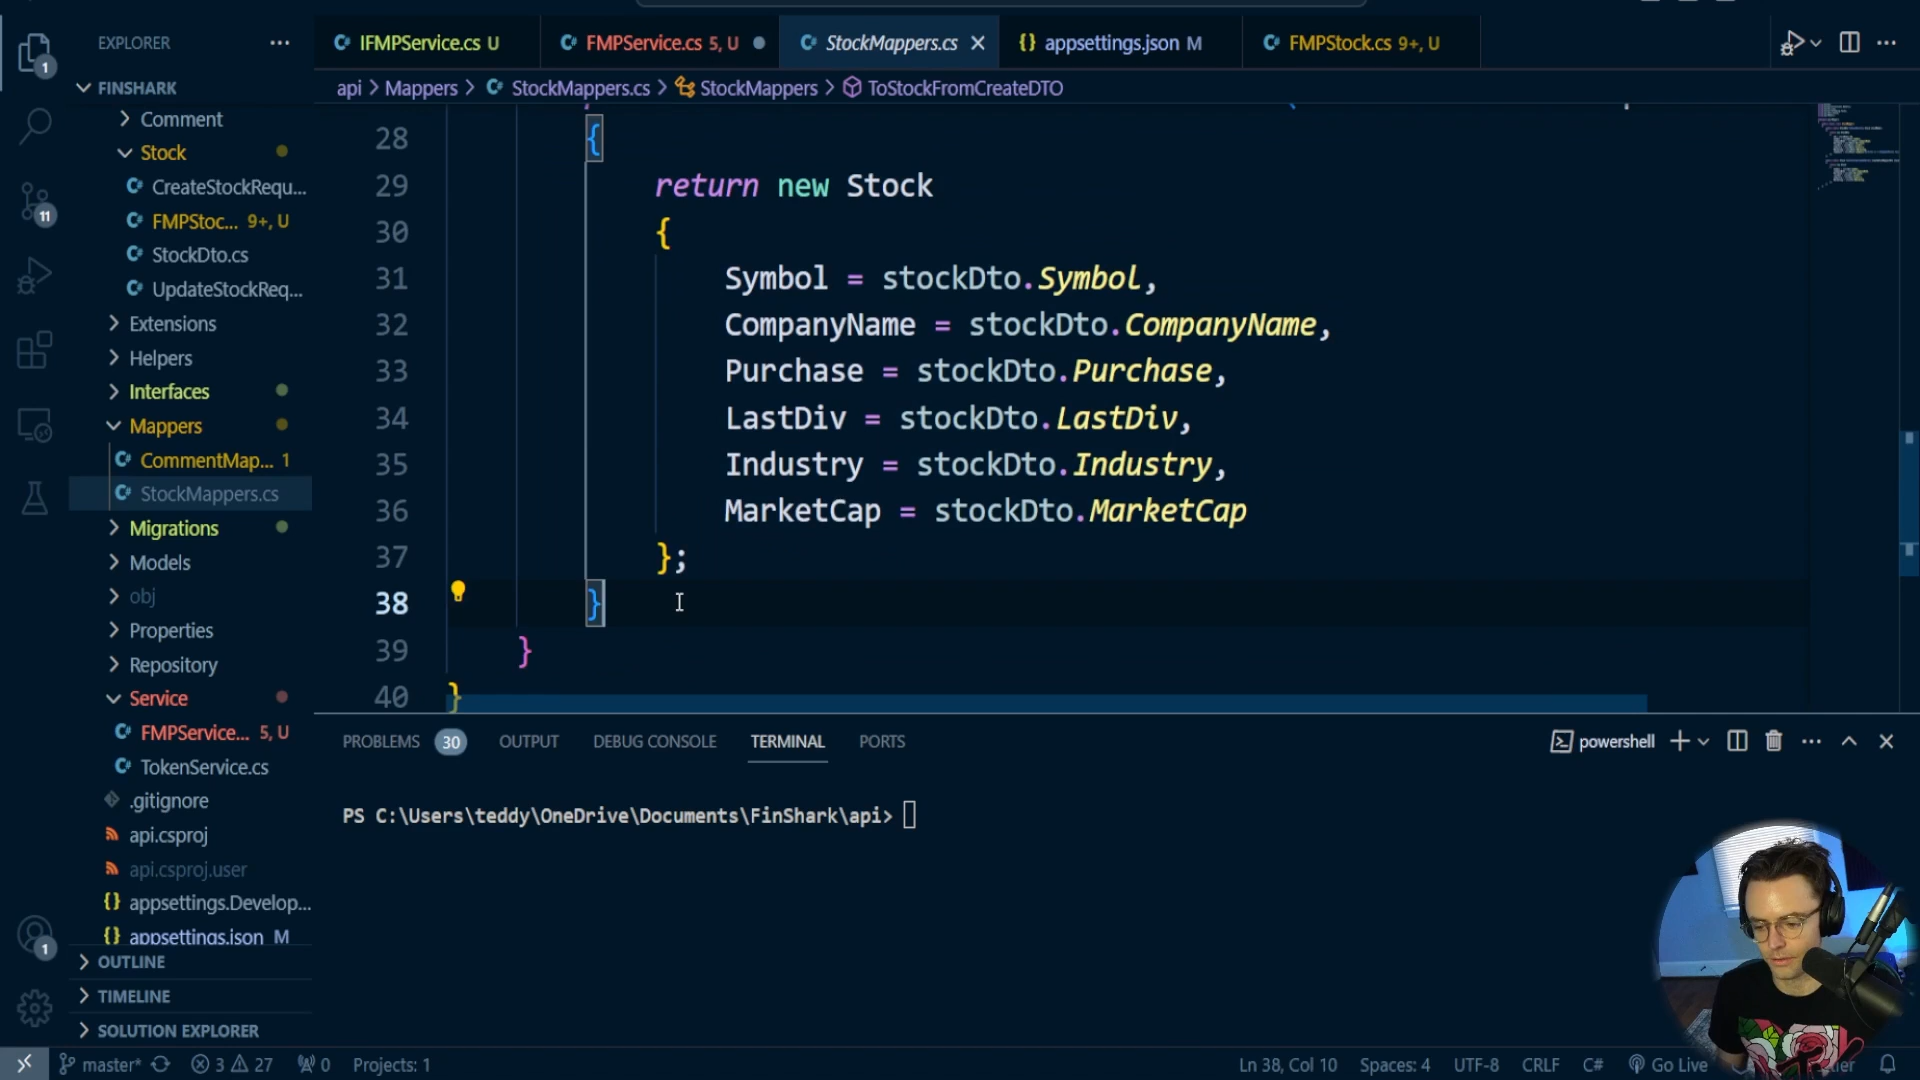 EXPLORER
FINSHARK
Comment
Stock
CreateStockRequ...
FMPStoc... 9+, U
StockDto.cs
UpdateStockReq...
Extensions
Helpers
Interfaces
Mappers
CommentMap... 1
StockMappers.cs
Migrations
Models
obj
Properties
Repository
Service
FMPService... 5, U
TokenService.cs
.gitignore
api.csproj
api.csproj.user
appsettings.Develop...
appsettings.json M
OUTLINE
TIMELINE
SOLUTION EXPLORER
1
11
1
IFMPService.cs U
FMPService.cs 5, U
StockMappers.cs
appsettings.json M
FMPStock.cs 9+, U
api > Mappers > StockMappers.cs > StockMappers > ToStockFromCreateDTO
28 {
29 return new Stock
30 {
31 Symbol = stockDto.Symbol,
32 CompanyName = stockDto.CompanyName,
33 Purchase = stockDto.Purchase,
34 LastDiv = stockDto.LastDiv,
35 Industry = stockDto.Industry,
36 MarketCap = stockDto.MarketCap
37 };
38 }
39 }
40 }
PROBLEMS 30 OUTPUT DEBUG CONSOLE TERMINAL PORTS
powershell
PS C:\Users\teddy\OneDrive\Documents\FinShark\api>
master* 3 27 0 Projects: 1
Ln 38, Col 10 Spaces: 4 UTF-8 CRLF C# Go Live